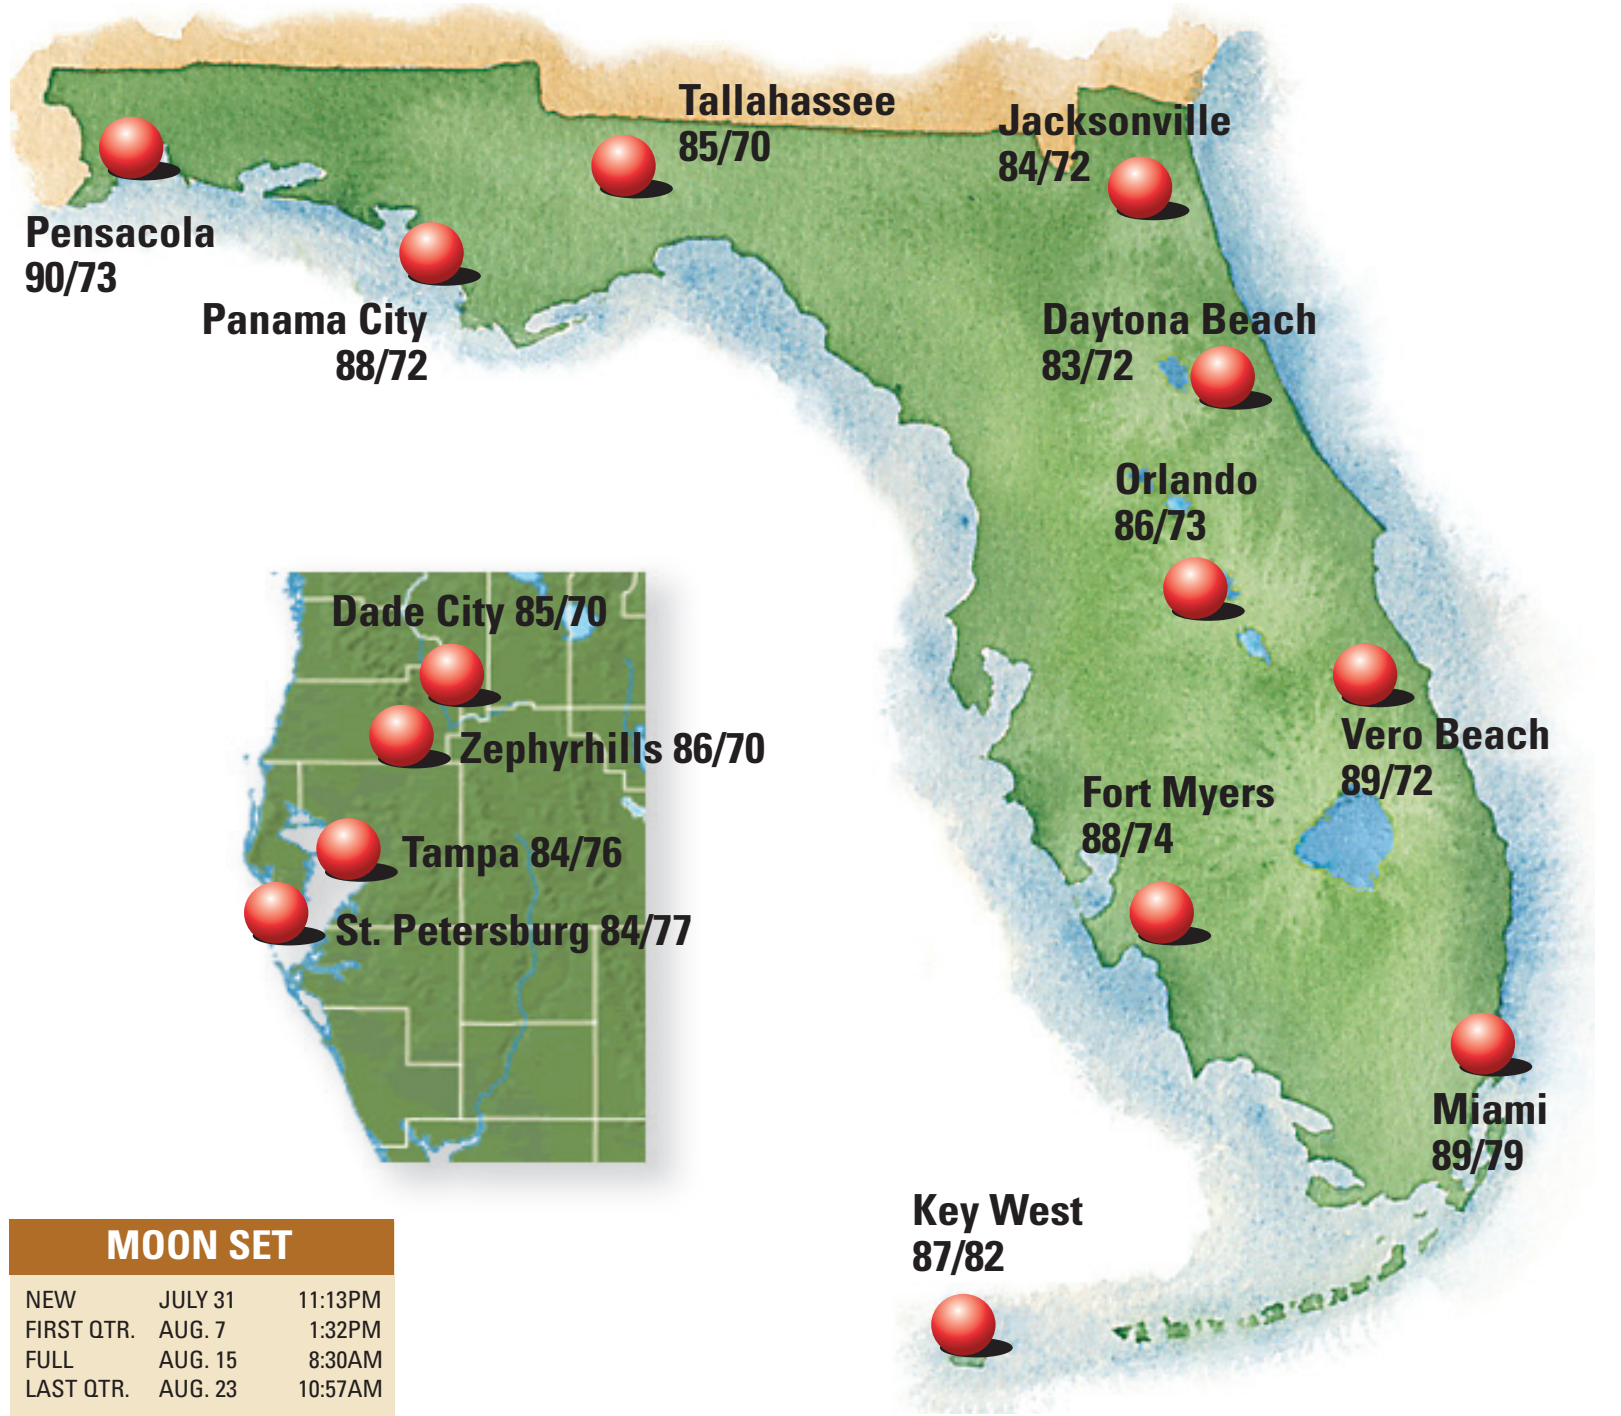 Tallahassee
85/70
Jacksonville
84/72
Pensacola
90/73
Panama City
88/72
Daytona Beach
83/72
Orlando
86/73
Dade City 85/70
Zephyrhills 86/70
Vero Beach
89/72
Fort Myers
88/74
Tampa 84/76
St. Petersburg 84/77
Miami
89/79
Key West
87/82
MOON SET
NEW JULY 31 11:13PM
FIRST QTR. AUG. 7 1:32PM
FULL AUG. 15 8:30AM
LAST QTR. AUG. 23 10:57AM